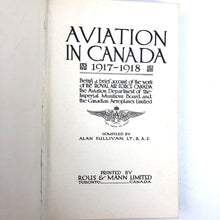 AVIATION
IN CANADA
1917-1918
Being a brief account of the work
of the ROYAL AIR FORCE CANADA
the Aviation Department of the
Imperial Munitions Board and
the Canadian Aeroplanes Limited
COMPILED BY
ALAN SULLIVAN, LT., R.A.F.
PRINTED BY
ROUS & MANN LIMITED
TORONTO CANADA